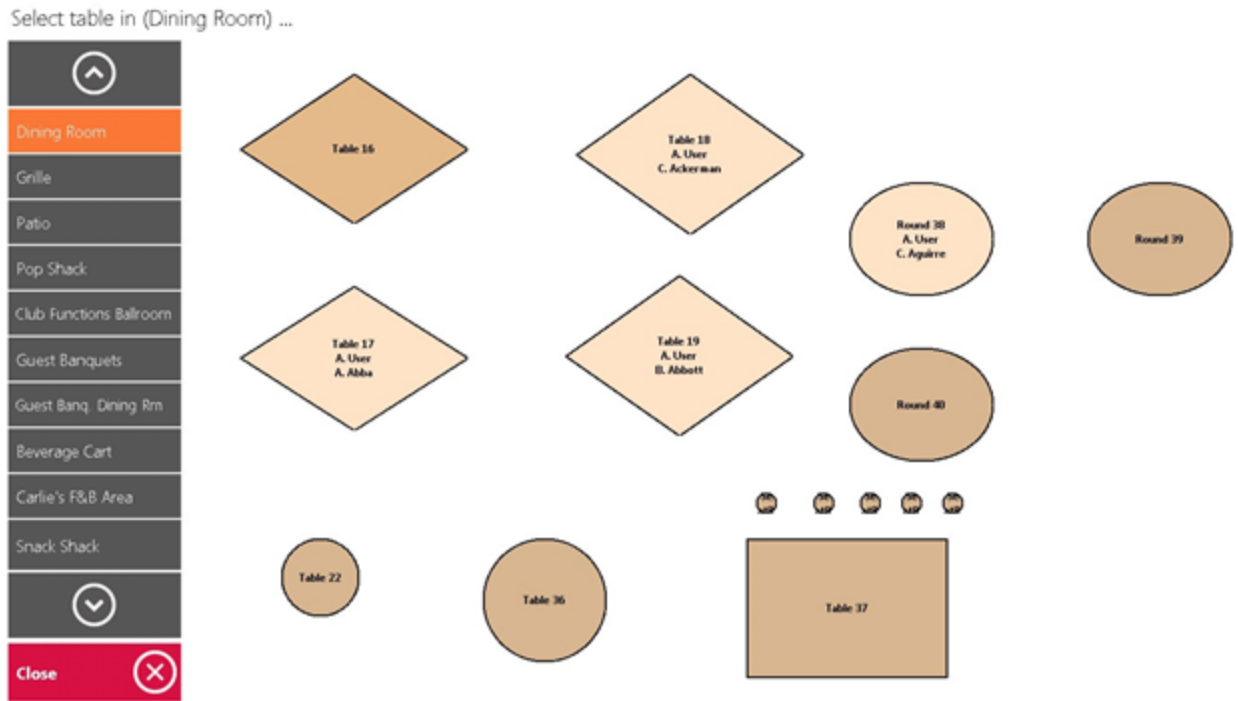 Select table in (Dining Room) ...
Dining Room
Grille
Patio
Pop Shack
Club Functions Ballroom
Guest Banquets
Guest Banq. Dining Rm
Beverage Cart
Carlie's F&B Area
Snack Shack
Close
Table 16
Table 18
A. User
C. Ackerman
Round 38
A. User
C. Aguirre
Round 39
Table 17
A. User
A. Abba
Table 19
A. User
B. Abbott
Round 40
Table 22
Table 36
Table 37